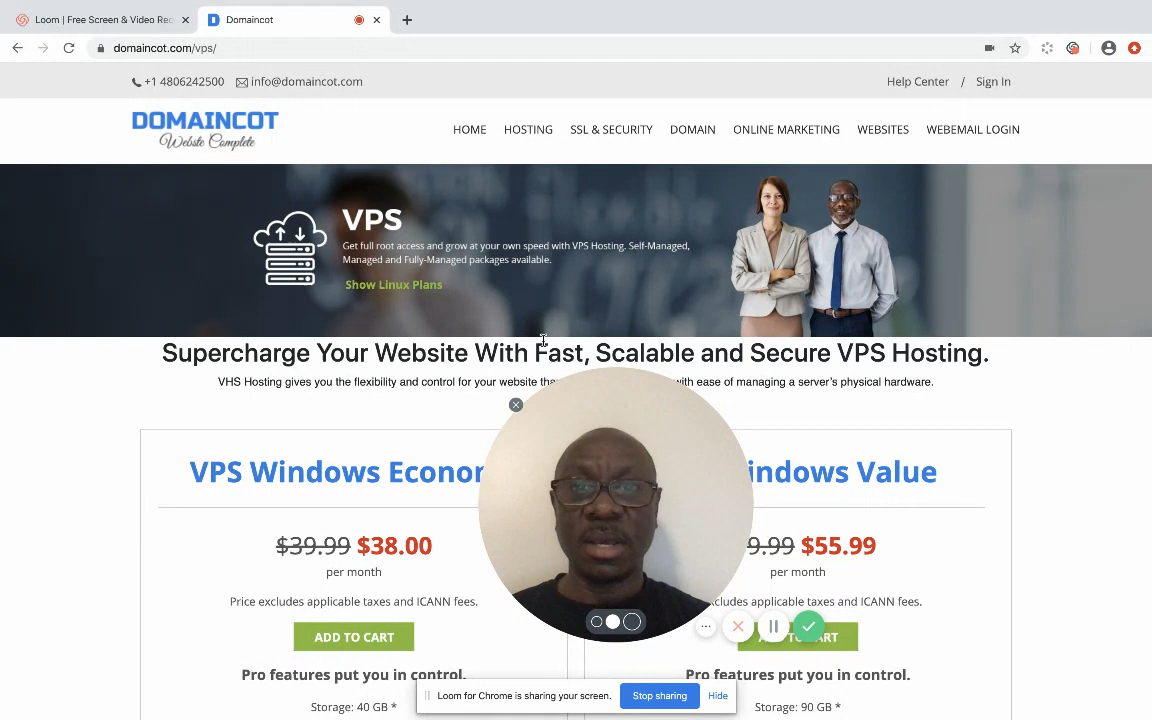 Loom | Free Screen & Video Rec
Domaincot
domaincot.com/vps/
+1 4806242500 info@domaincot.com
Help Center / Sign In
DOMAINCOT
Website Complete
HOME HOSTING SSL & SECURITY DOMAIN ONLINE MARKETING WEBSITES WEBEMAIL LOGIN
VPS
Get full root access and grow at your own speed with VPS Hosting. Self-Managed,
Managed and Fully-Managed packages available.
Show Linux Plans
Supercharge Your Website With Fast, Scalable and Secure VPS Hosting.
VHS Hosting gives you the flexibility and control for your website with ease of managing a server's physical hardware.
VPS Windows
Value
$39.99 $38.00
per month
Price excludes applicable taxes and ICANN fees.
ADD TO CART
Pro features put you in control.
Storage: 40 GB *
$55.99
per month
applicable taxes and ICANN fees.
CART
Pro features put you in control.
Storage: 90 GB *
Loom for Chrome is sharing your screen. Stop sharing Hide